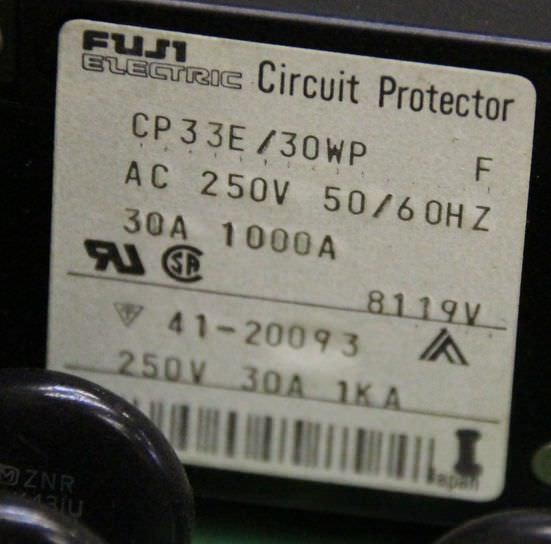 FUJI
ELECTRIC Circuit Protector
CP33E/30WP F
AC 250V 50/60HZ
30A 1000A
8119V
41-20093
250V 30A 1KA
Japan
ZNR